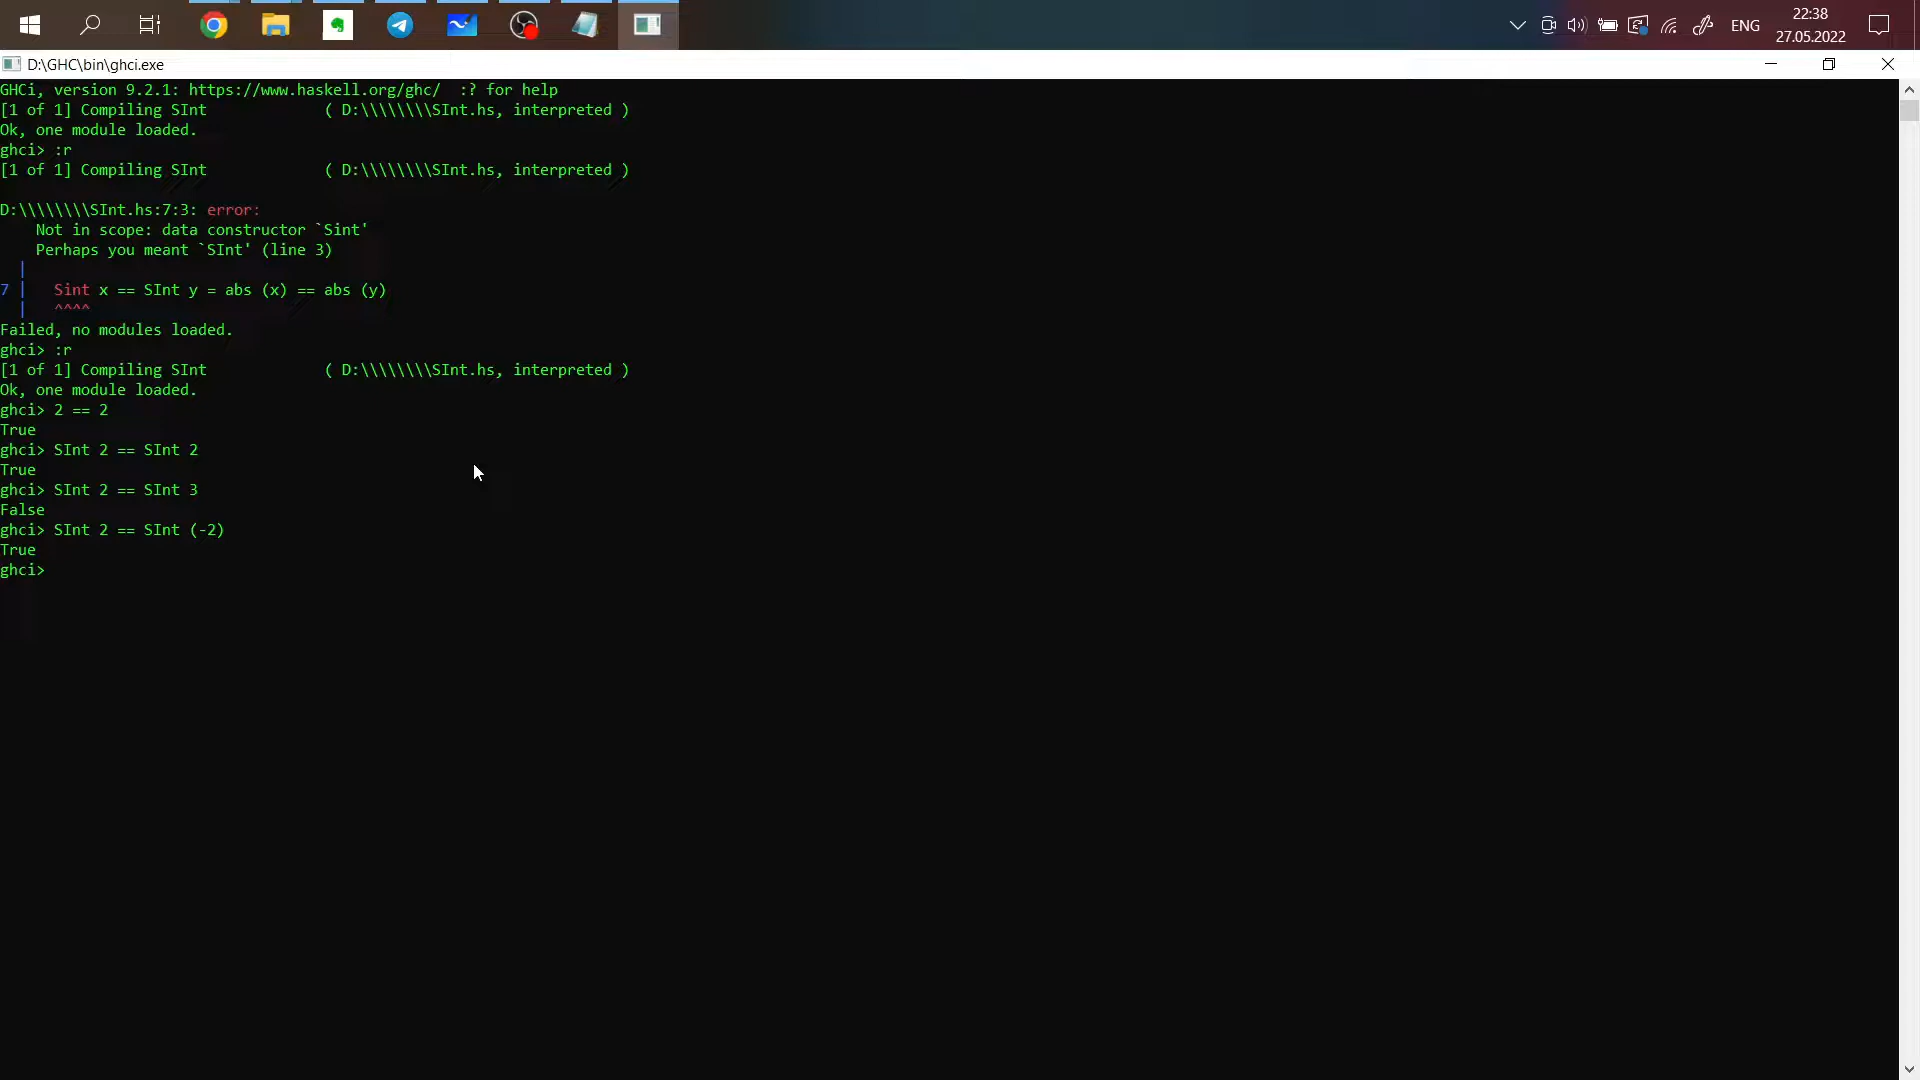 ENG
22:38
27.05.2022
D:\GHC\bin\ghci.exe
GHCi, version 9.2.1: https://www.haskell.org/ghc/  :? for help
[1 of 1] Compiling SInt             ( D:\\\\\\\\SInt.hs, interpreted )
Ok, one module loaded.
ghci> :r
[1 of 1] Compiling SInt             ( D:\\\\\\\\SInt.hs, interpreted )
D:\\\\\\\\SInt.hs:7:3: error:
    Not in scope: data constructor `Sint'
    Perhaps you meant `SInt' (line 3)
  |
7 |   Sint x == SInt y = abs (x) == abs (y)
  |   ^^^^
Failed, no modules loaded.
ghci> :r
[1 of 1] Compiling SInt             ( D:\\\\\\\\SInt.hs, interpreted )
Ok, one module loaded.
ghci> 2 == 2
True
ghci> SInt 2 == SInt 2
True
ghci> SInt 2 == SInt 3
False
ghci> SInt 2 == SInt (-2)
True
ghci>